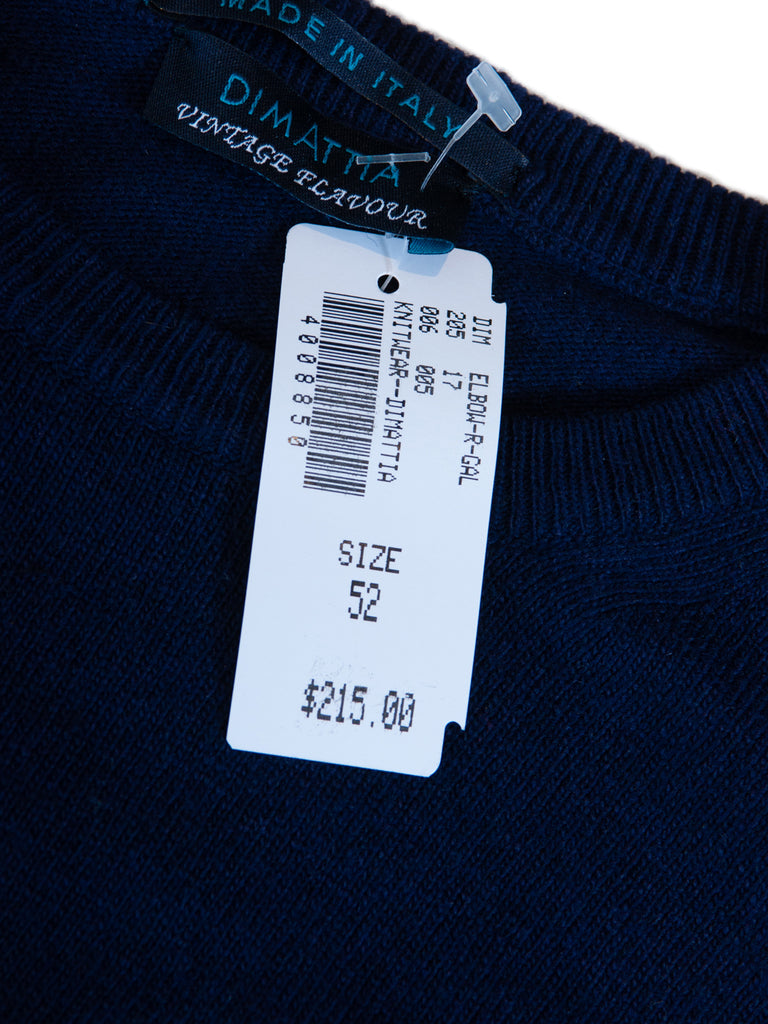 MADE IN ITALY
DIMATTIA
VINTAGE FLAVOUR
DIM ELBOW-R-GAL
205 17
006 005
KNITWEAR--DIMATTIA
4008850
SIZE
52
$215.00